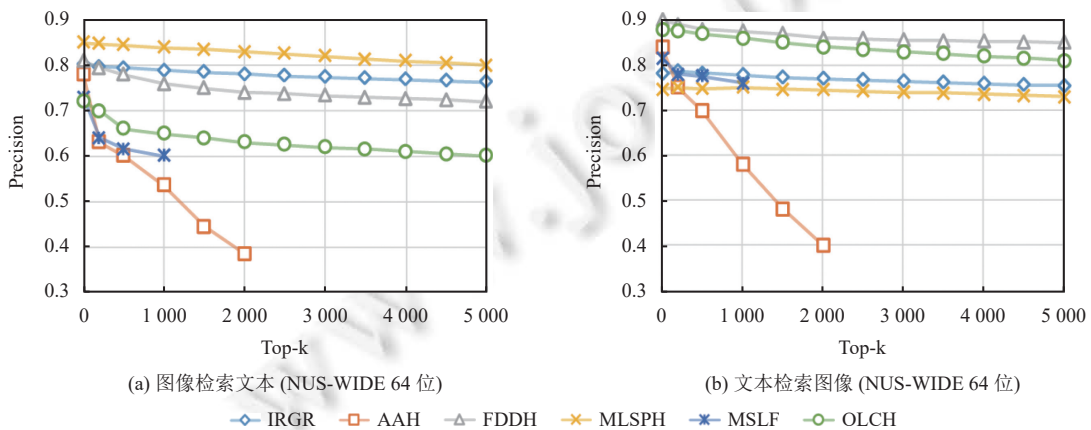 0.9
0.8
0.7
0.6
0.5
0.4
0.3
Precision
0 1 000 2 000 3 000 4 000 5 000
Top-k
(a) 图像检索文本 (NUS-WIDE 64 位)
0.9
0.8
0.7
0.6
0.5
0.4
0.3
Precision
0 1 000 2 000 3 000 4 000 5 000
Top-k
(b) 文本检索图像 (NUS-WIDE 64 位)
IRGR AAH FDDH MLSPH MSLF OLCH